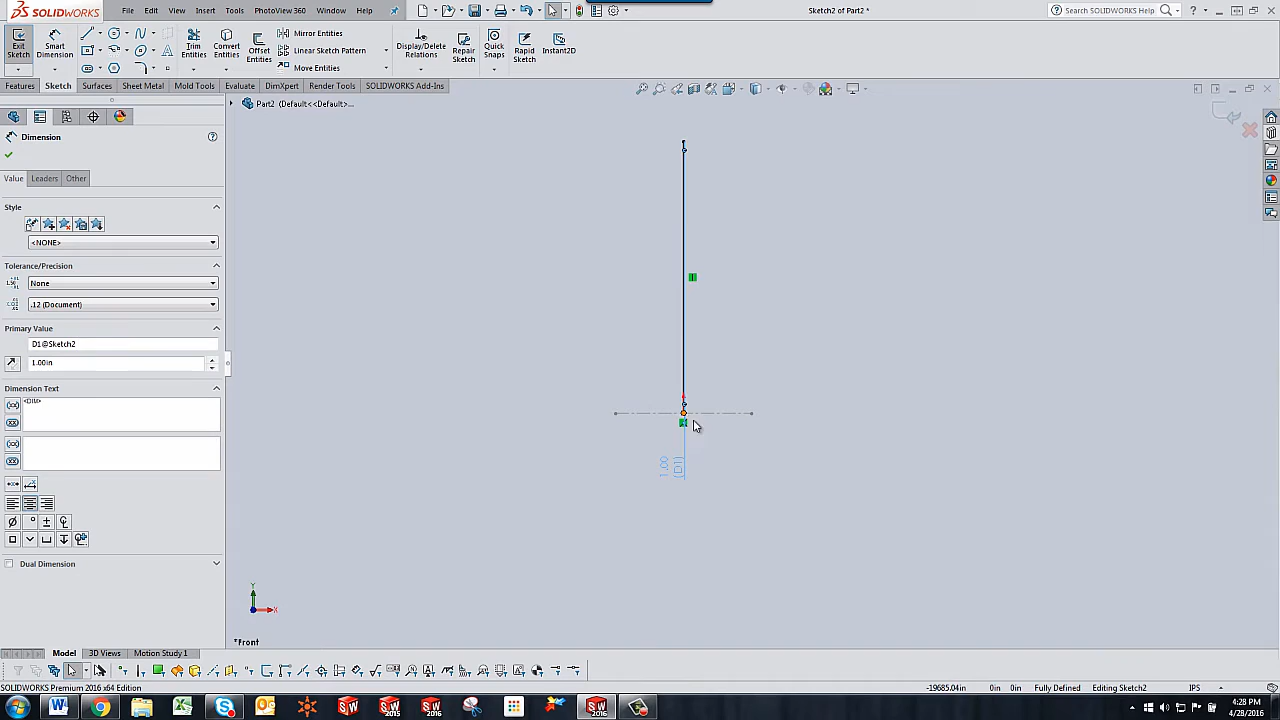 SOLIDWORKS
File Edit View Insert Tools PhotoView 360 Window Help
Sketch2 of Part2 *
Search SOLIDWORKS Help
Exit Sketch
Smart Dimension
Trim Entities
Convert Entities
Offset Entities
Mirror Entities
Linear Sketch Pattern
Move Entities
Display/Delete Relations
Repair Sketch
Quick Snaps
Rapid Sketch
Instant2D
Features Sketch Surfaces Sheet Metal Mold Tools Evaluate DimXpert Render Tools SOLIDWORKS Add-Ins
Part2 (Default<<Default>...
Dimension
Value Leaders Other
Style
<NONE>
Tolerance/Precision
None
.12 (Document)
Primary Value
D1@Sketch2
1.00in
Dimension Text
<DIM>
Dual Dimension
1.00
(D1)
Y
X
*Front
Model 3D Views Motion Study 1
SOLIDWORKS Premium 2016 x64 Edition
-19685.04in 0in 0in Fully Defined Editing Sketch2 IPS
4:28 PM
4/28/2016